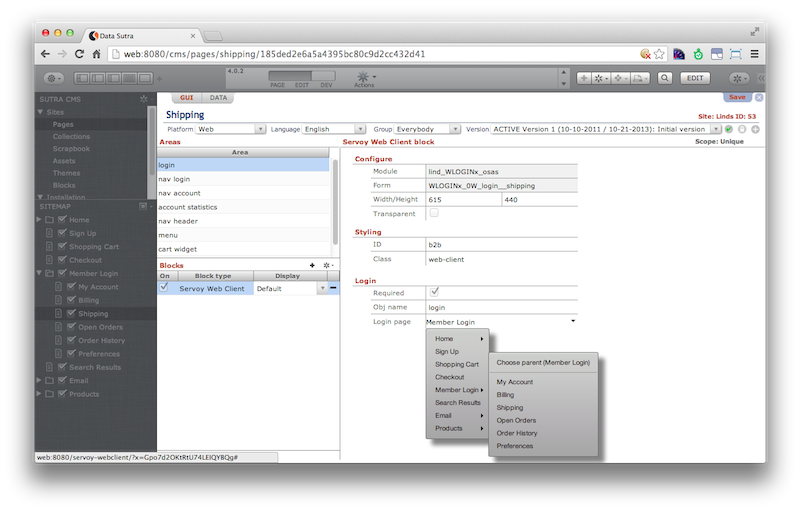 Data Sutra
web:8080/cms/pages/shipping/185ded2e6a5a4395bc80c9d2cc432d41
4.0.2
PAGE EDIT DEV
Actions
EDIT
SUTRA CMS
Sites
Pages
Collections
Scrapbook
Assets
Themes
Blocks
Installation
SITEMAP
Home
Sign Up
Shopping Cart
Checkout
Member Login
My Account
Billing
Shipping
Open Orders
Order History
Preferences
Search Results
Email
Products
GUI DATA
Save
Shipping
Site: Linds ID: 53
Platform Web Language English Group Everybody Version ACTIVE Version 1 (10-10-2011 / 10-21-2013): Initial version
Areas
Area
login
nav login
nav account
account statistics
nav header
menu
cart widget
Blocks
On Block type Display
Servoy Web Client Default
Servoy Web Client block Scope: Unique
Configure
Module lind_WLOGINx_osas
Form WLOGINx_0W_login__shipping
Width/Height 615 440
Transparent
Styling
ID b2b
Class web-client
Login
Required
Obj name login
Login page Member Login
Home
Sign Up
Shopping Cart
Checkout
Member Login
Search Results
Email
Products
Choose parent (Member Login)
My Account
Billing
Shipping
Open Orders
Order History
Preferences
web:8080/servoy-webclient/?x=Gpo7d2OKtRtU74LEIQY8Qg#